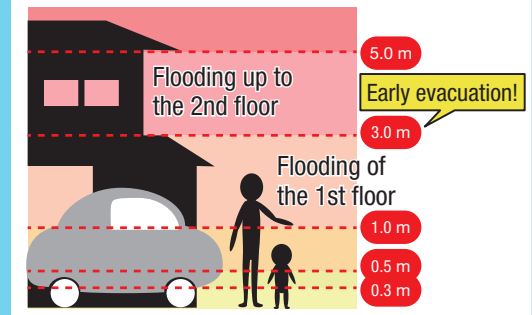 5.0 m
Flooding up to
the 2nd floor
Early evacuation!
3.0 m
Flooding of
the 1st floor
1.0 m
0.5 m
0.3 m